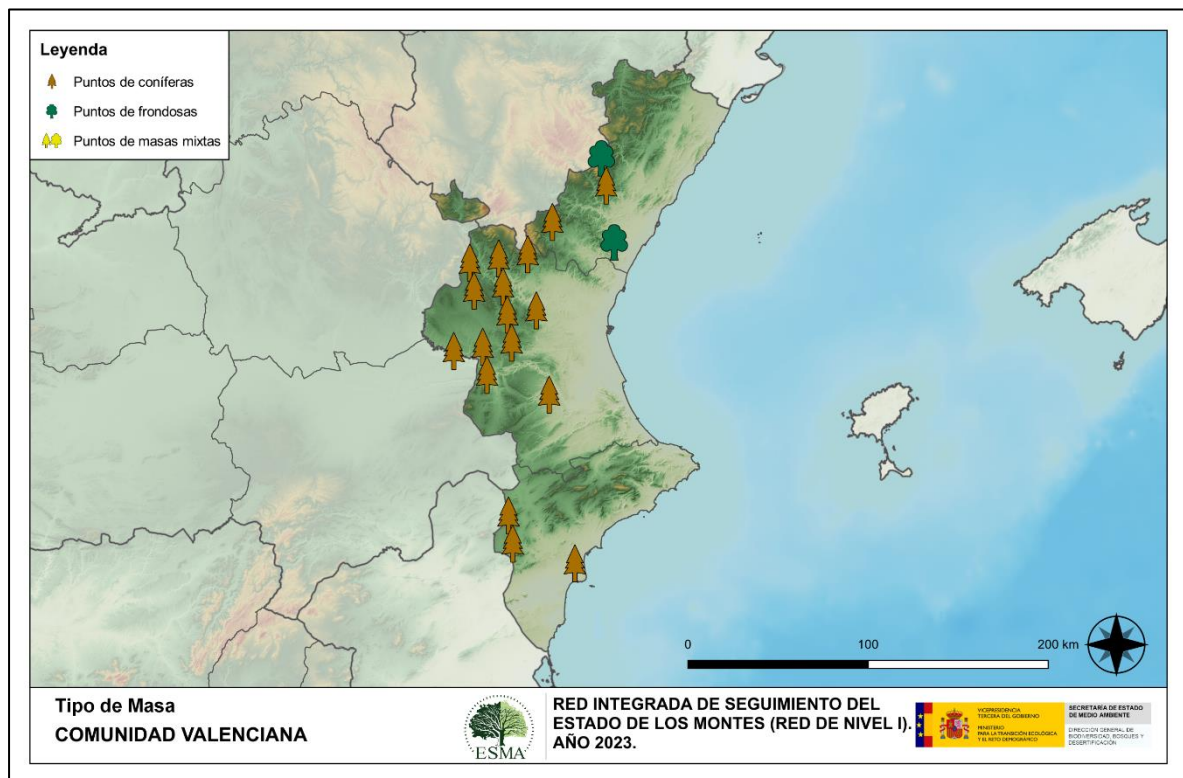 Leyenda
Puntos de coníferas
Puntos de frondosas
Puntos de masas mixtas
0 100 200 km
Tipo de Masa
COMUNIDAD VALENCIANA
ESMA
RED INTEGRADA DE SEGUIMIENTO DEL
ESTADO DE LOS MONTES (RED DE NIVEL I).
AÑO 2023.
VICEPRESIDENCIA
TERCERA DEL GOBIERNO
MINISTERIO
PARA LA TRANSICIÓN ECOLÓGICA
Y EL RETO DEMOGRÁFICO
SECRETARÍA DE ESTADO
DE MEDIO AMBIENTE
DIRECCIÓN GENERAL DE
BIODIVERSIDAD, BOSQUES Y
DESERTIFICACIÓN